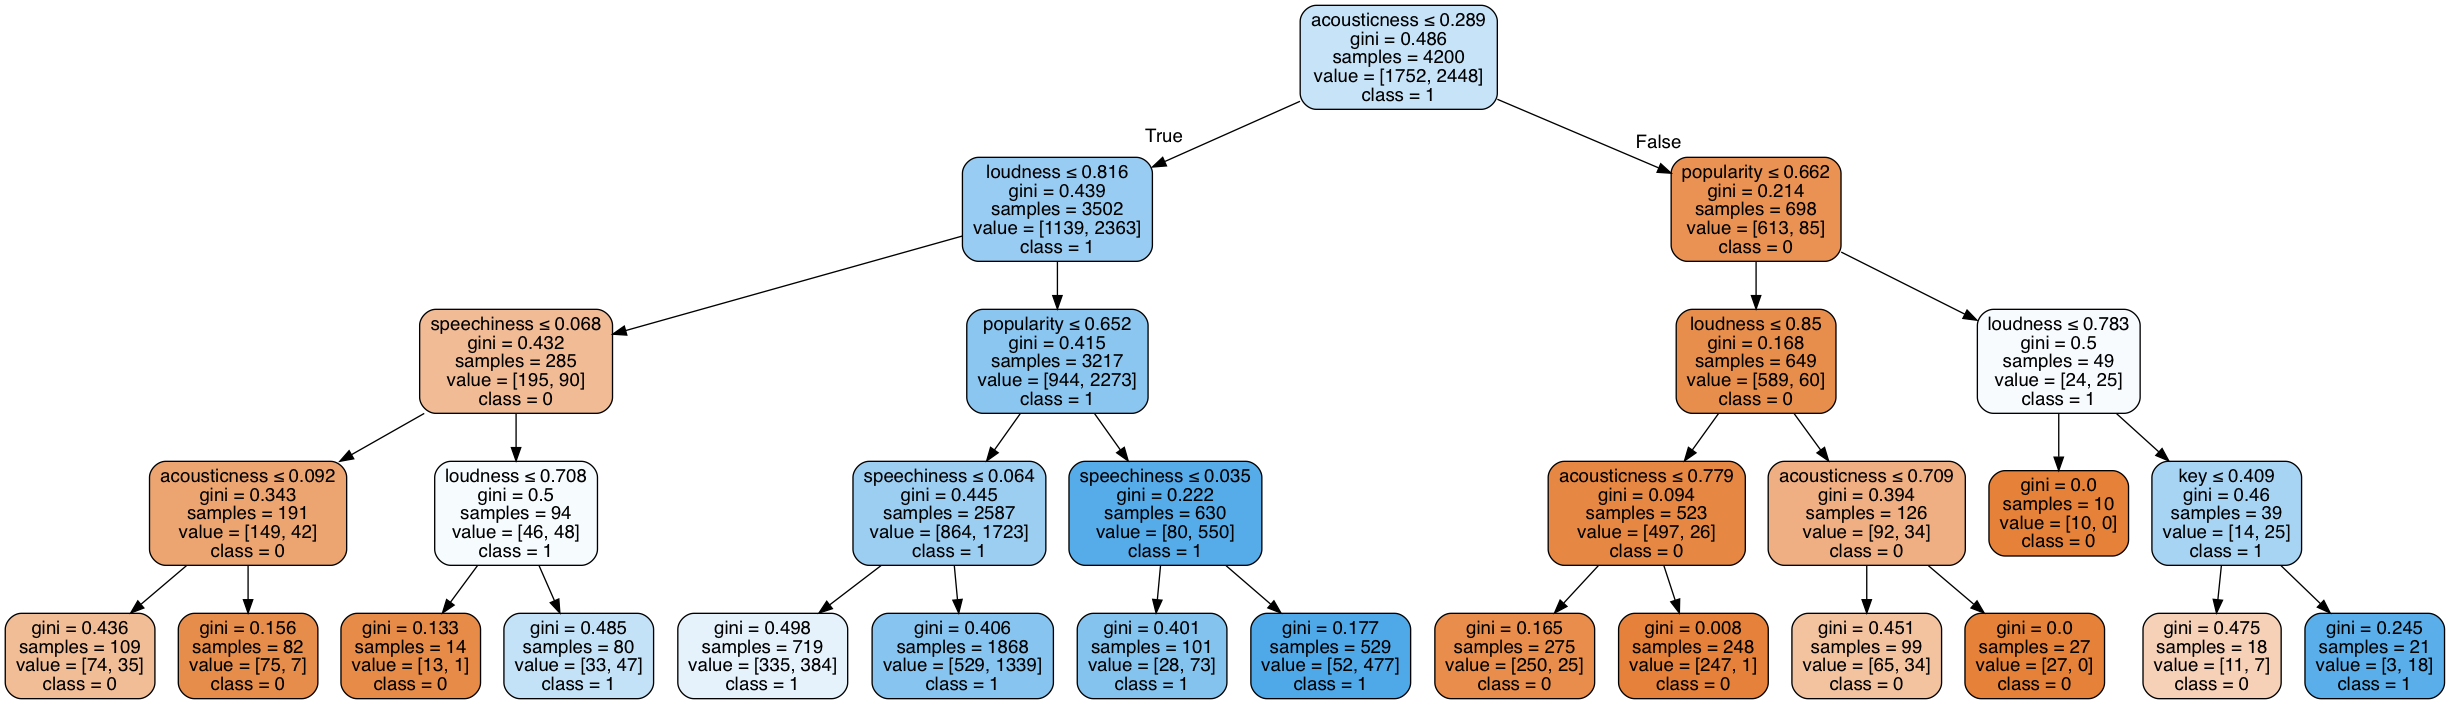 acousticness ≤ 0.289
gini = 0.486
samples = 4200
value = [1752, 2448]
class = 1
True
False
loudness ≤ 0.816
gini = 0.439
samples = 3502
value = [1139, 2363]
class = 1
popularity ≤ 0.662
gini = 0.214
samples = 698
value = [613, 85]
class = 0
speechiness ≤ 0.068
gini = 0.432
samples = 285
value = [195, 90]
class = 0
popularity ≤ 0.652
gini = 0.415
samples = 3217
value = [944, 2273]
class = 1
loudness ≤ 0.85
gini = 0.168
samples = 649
value = [589, 60]
class = 0
loudness ≤ 0.783
gini = 0.5
samples = 49
value = [24, 25]
class = 1
acousticness ≤ 0.092
gini = 0.343
samples = 191
value = [149, 42]
class = 0
loudness ≤ 0.708
gini = 0.5
samples = 94
value = [46, 48]
class = 1
speechiness ≤ 0.064
gini = 0.445
samples = 2587
value = [864, 1723]
class = 1
speechiness ≤ 0.035
gini = 0.222
samples = 630
value = [80, 550]
class = 1
acousticness ≤ 0.779
gini = 0.094
samples = 523
value = [497, 26]
class = 0
acousticness ≤ 0.709
gini = 0.394
samples = 126
value = [92, 34]
class = 0
gini = 0.0
samples = 10
value = [10, 0]
class = 0
key ≤ 0.409
gini = 0.46
samples = 39
value = [14, 25]
class = 1
gini = 0.436
samples = 109
value = [74, 35]
class = 0
gini = 0.156
samples = 82
value = [75, 7]
class = 0
gini = 0.133
samples = 14
value = [13, 1]
class = 0
gini = 0.485
samples = 80
value = [33, 47]
class = 1
gini = 0.498
samples = 719
value = [335, 384]
class = 1
gini = 0.406
samples = 1868
value = [529, 1339]
class = 1
gini = 0.401
samples = 101
value = [28, 73]
class = 1
gini = 0.177
samples = 529
value = [52, 477]
class = 1
gini = 0.165
samples = 275
value = [250, 25]
class = 0
gini = 0.008
samples = 248
value = [247, 1]
class = 0
gini = 0.451
samples = 99
value = [65, 34]
class = 0
gini = 0.0
samples = 27
value = [27, 0]
class = 0
gini = 0.475
samples = 18
value = [11, 7]
class = 0
gini = 0.245
samples = 21
value = [3, 18]
class = 1